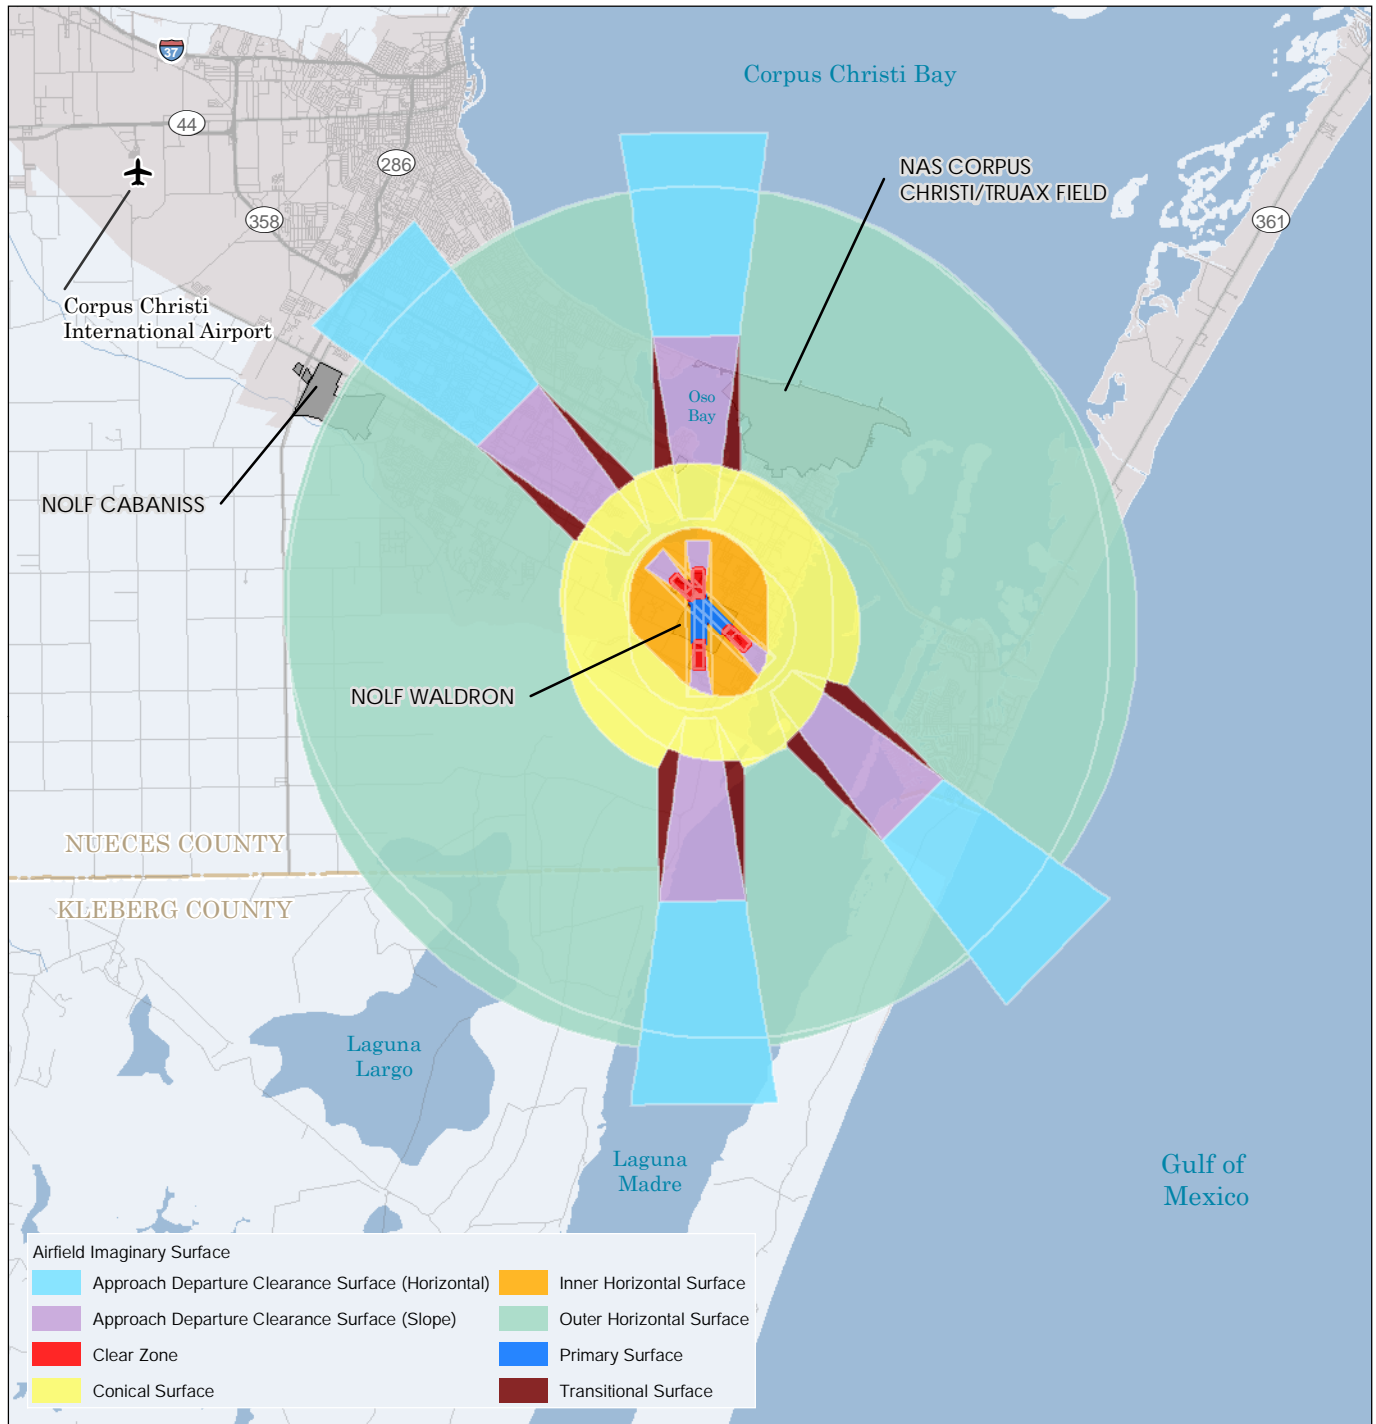 37
Corpus Christi Bay
44
286
NAS CORPUS
CHRISTI/TRUAX FIELD
358
361
Corpus Christi
International Airport
Oso
Bay
NOLF CABANISS
NOLF WALDRON
NUECES COUNTY
KLEBERG COUNTY
Laguna
Largo
Laguna
Madre
Gulf of
Mexico
Airfield Imaginary Surface
Approach Departure Clearance Surface (Horizontal)
Approach Departure Clearance Surface (Slope)
Clear Zone
Conical Surface
Inner Horizontal Surface
Outer Horizontal Surface
Primary Surface
Transitional Surface